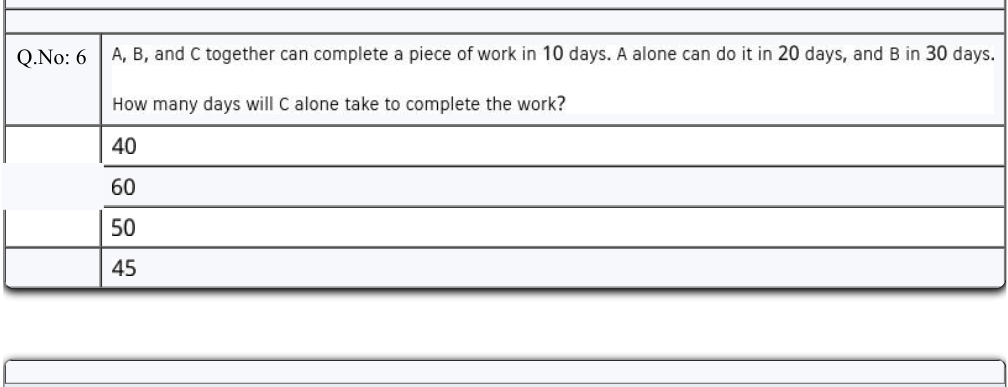 Q.No: 6
A, B, and C together can complete a piece of work in 10 days. A alone can do it in 20 days, and B in 30 days.
How many days will C alone take to complete the work?
40
60
50
45